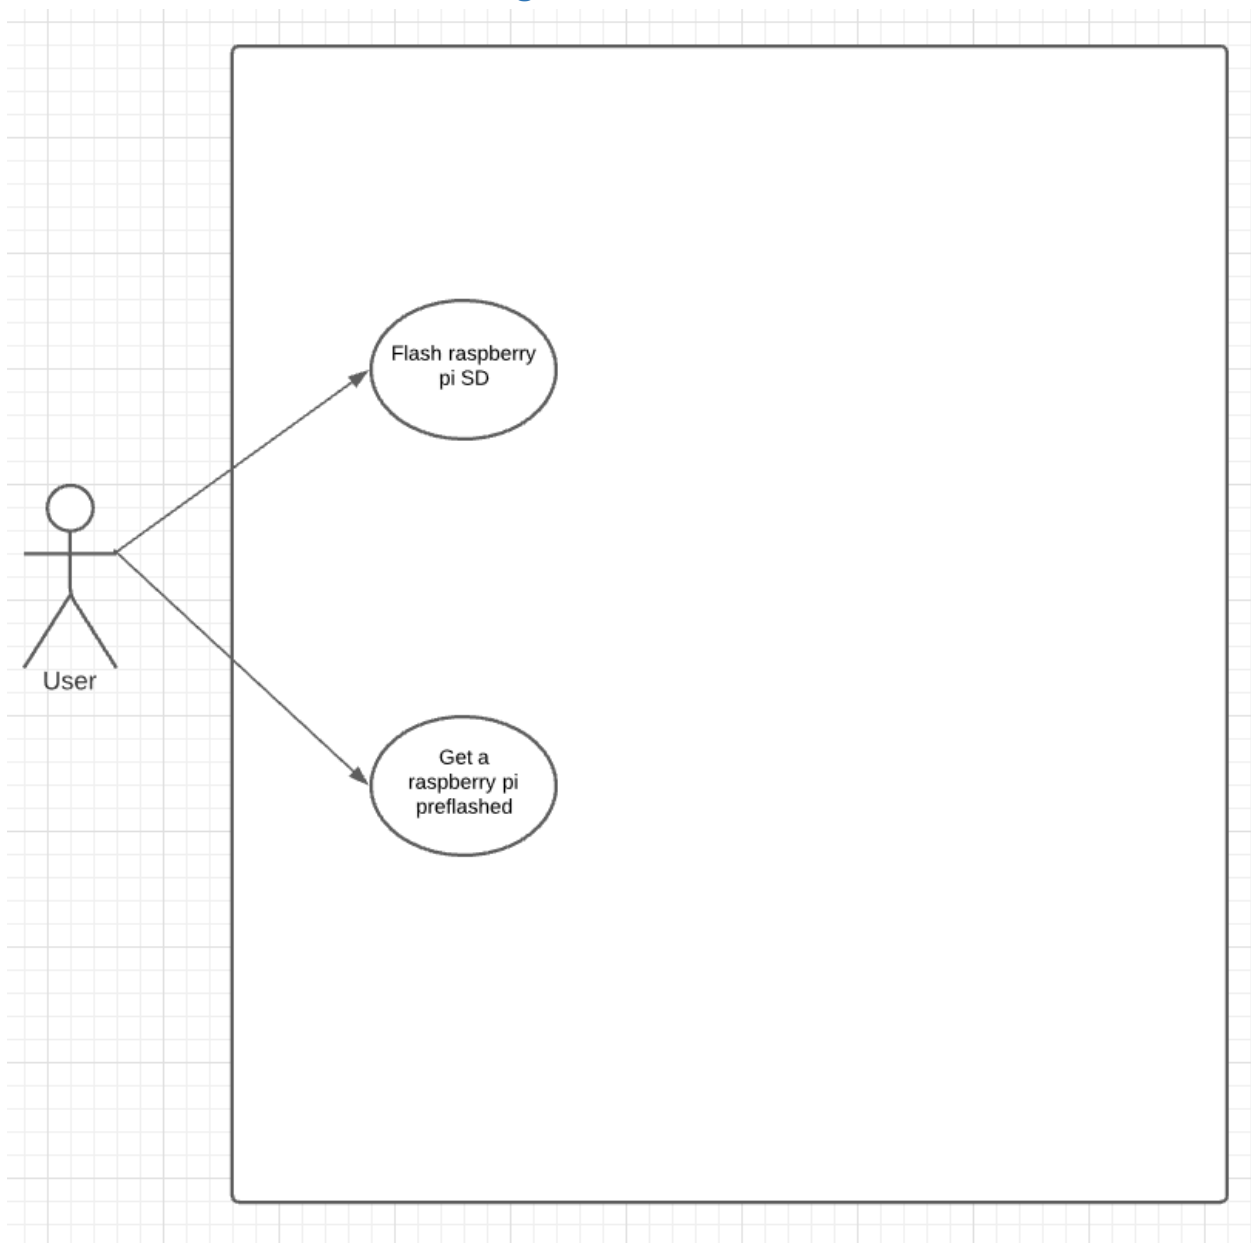 Flash raspberry
pi SD
User
Get a
raspberry pi
preflashed